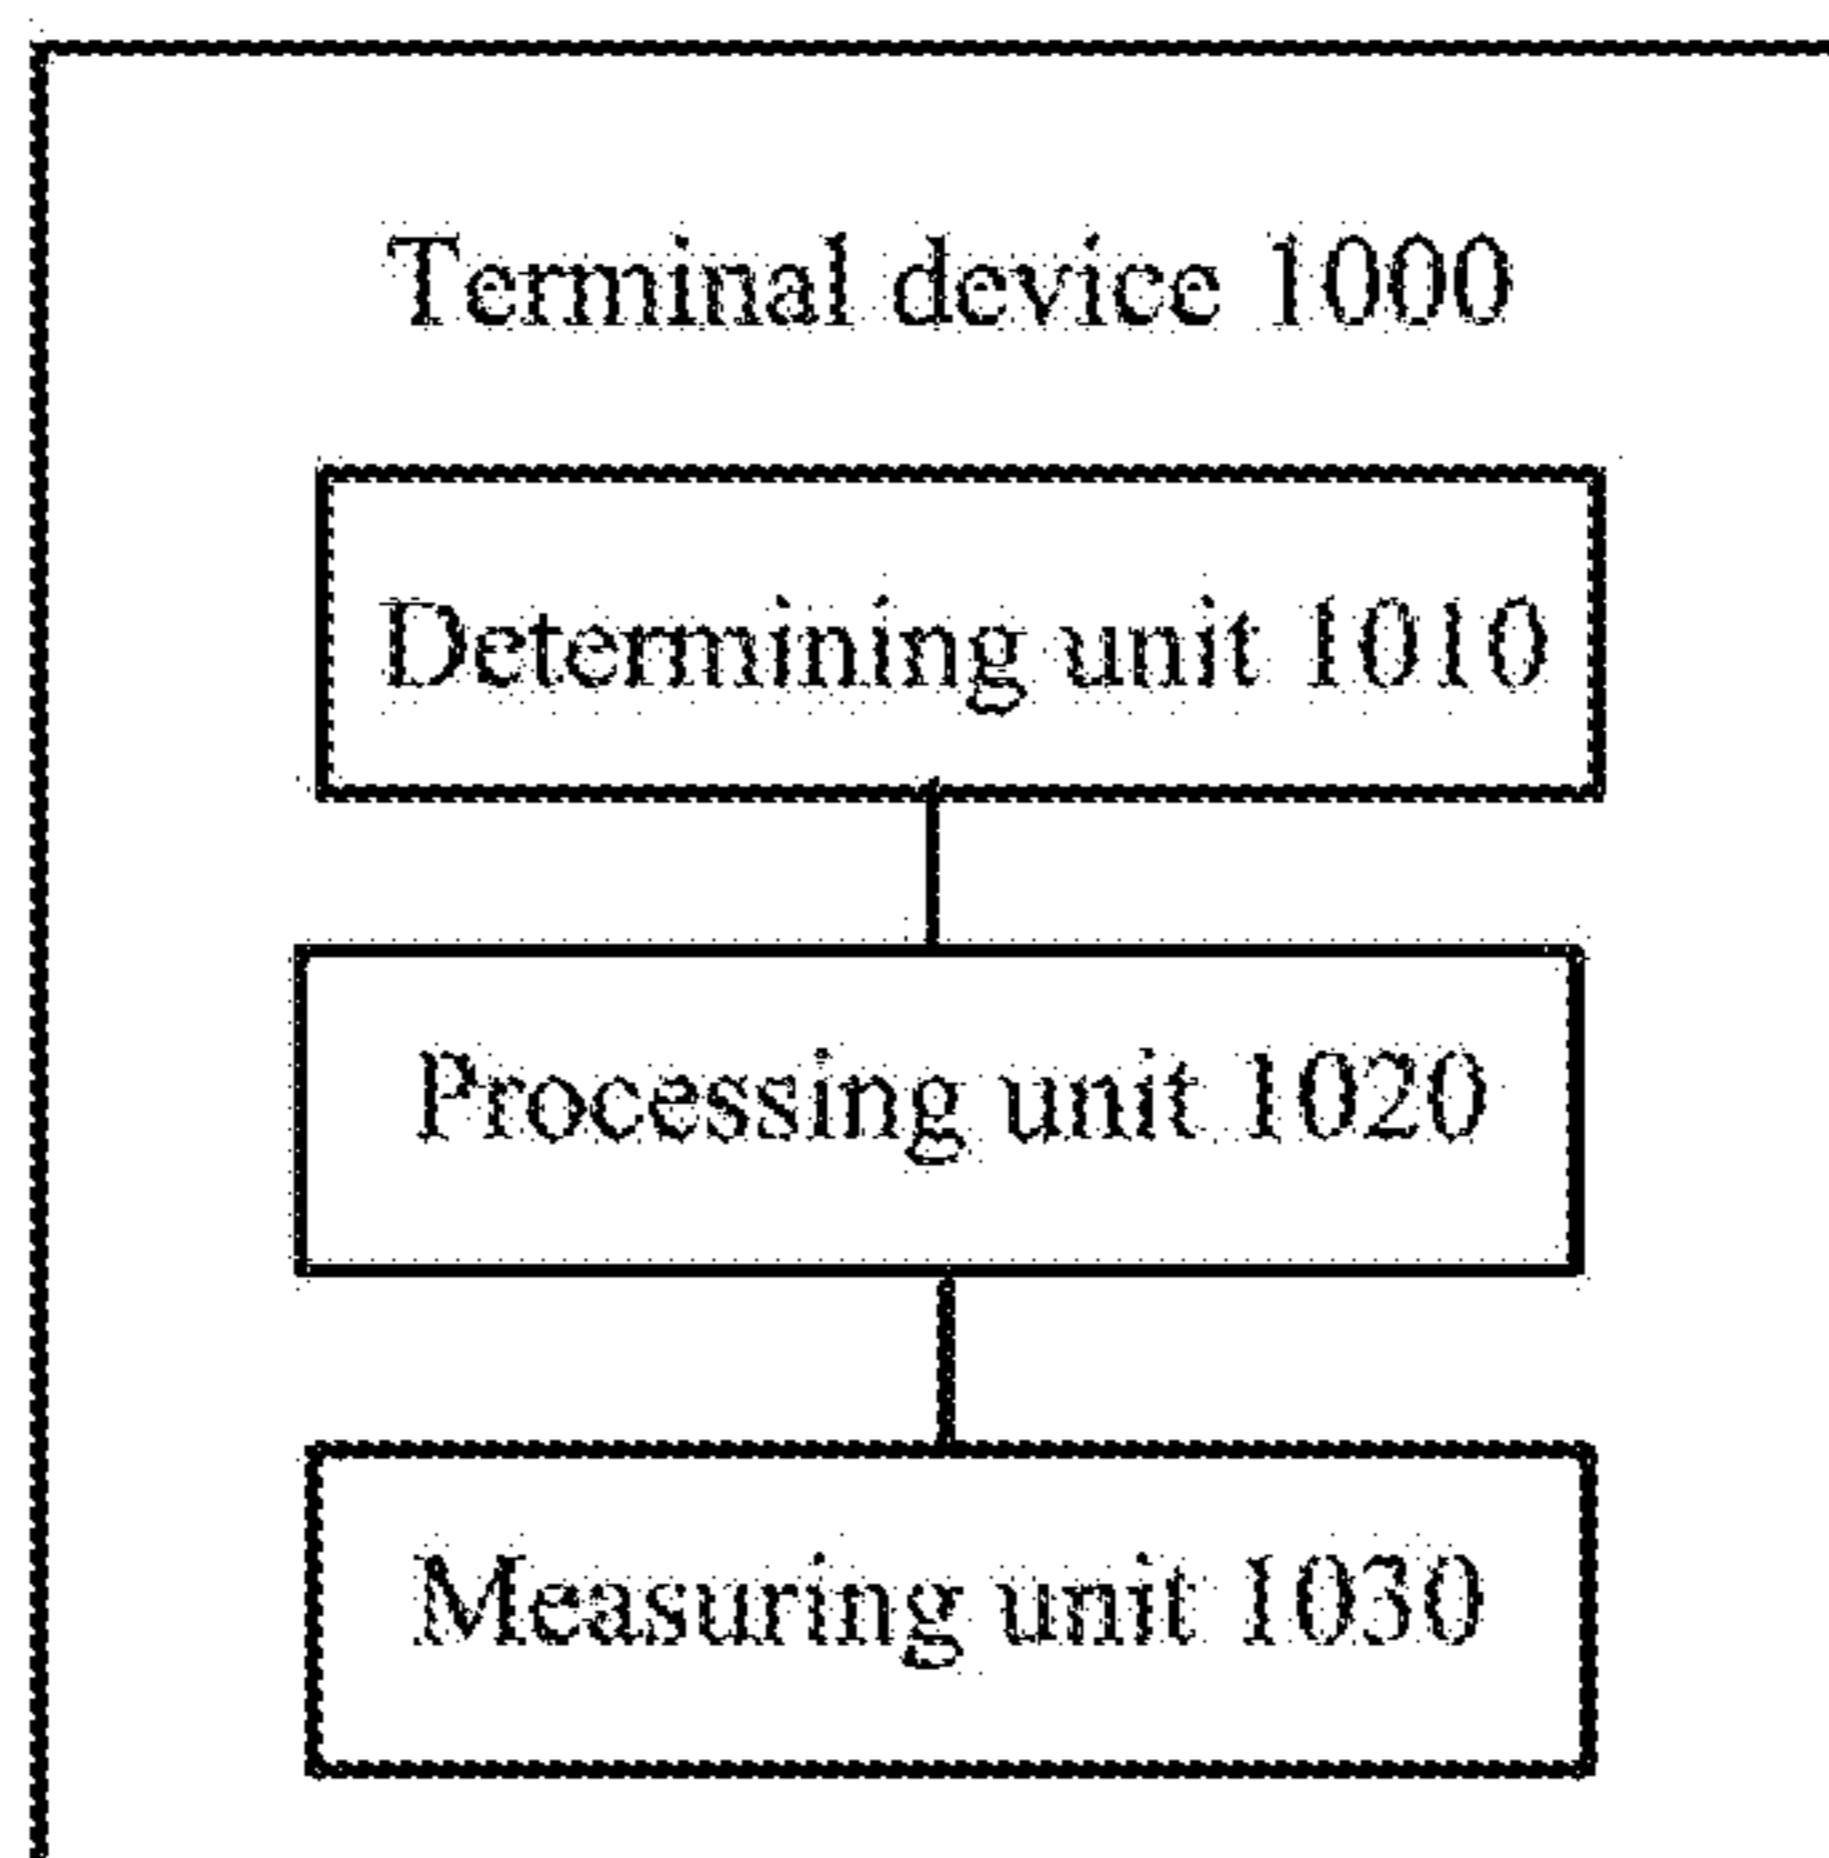 Terminal device 1000
Determining unit 1010
Processing unit 1020
Measuring unit 1030